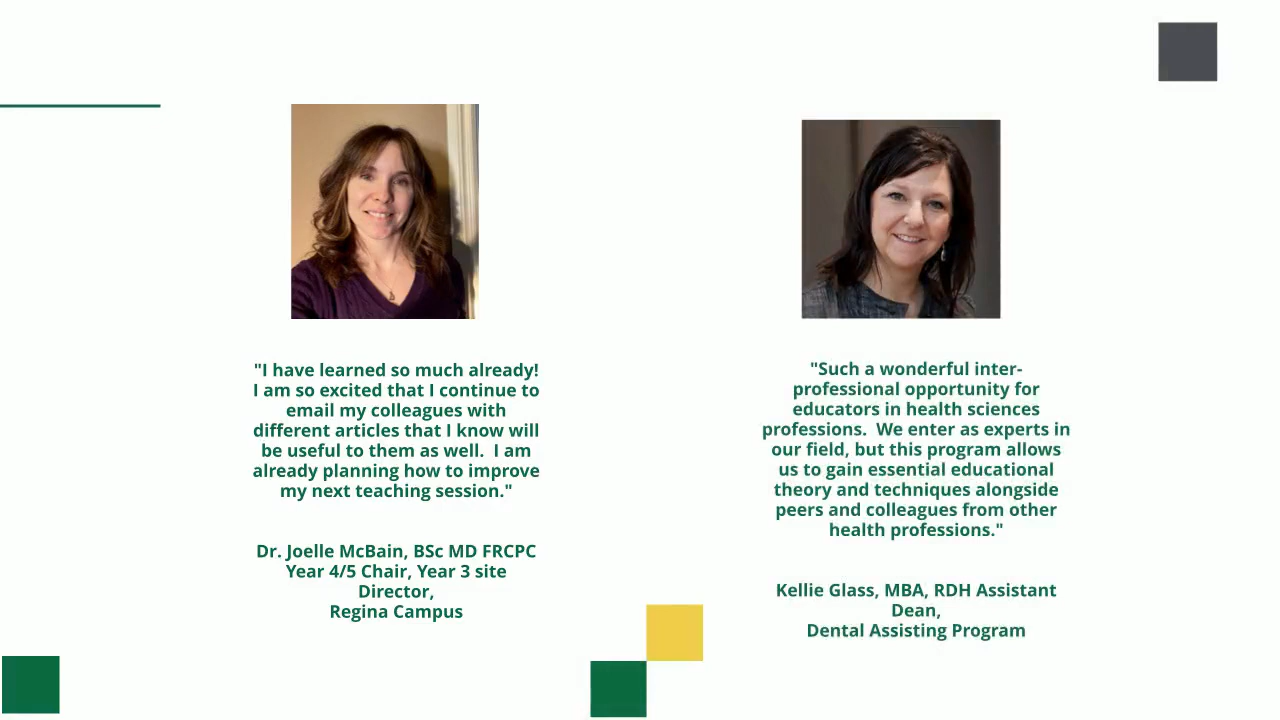 "I have learned so much already!
I am so excited that I continue to
email my colleagues with
different articles that I know will
be useful to them as well.  I am
already planning how to improve
my next teaching session."
Dr. Joelle McBain, BSc MD FRCPC
Year 4/5 Chair, Year 3 site
Director,
Regina Campus
"Such a wonderful inter-
professional opportunity for
educators in health sciences
professions.  We enter as experts in
our field, but this program allows
us to gain essential educational
theory and techniques alongside
peers and colleagues from other
health professions."
Kellie Glass, MBA, RDH Assistant
Dean,
Dental Assisting Program